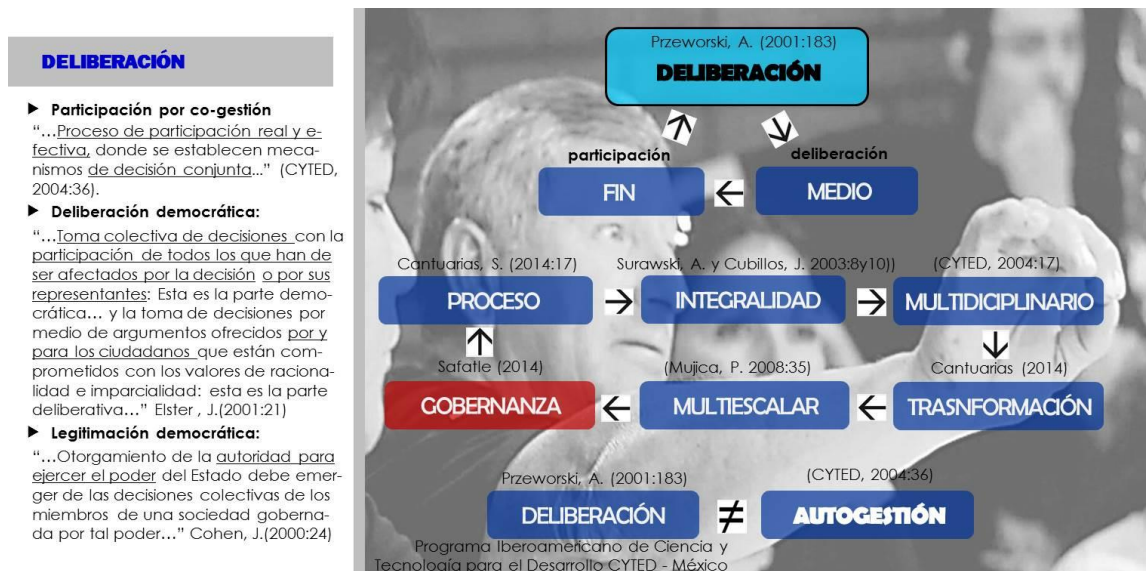 DELIBERACIÓN
► Participación por co-gestión
“…Proceso de participación real y e-
fectiva, donde se establecen meca-
nismos de decisión conjunta...” (CYTED,
2004:36).
► Deliberación democrática:
“…Toma colectiva de decisiones con la
participación de todos los que han de
ser afectados por la decisión o por sus
representantes: Esta es la parte demo-
crática… y la toma de decisiones por
medio de argumentos ofrecidos por y
para los ciudadanos que están com-
prometidos con los valores de raciona-
lidad e imparcialidad: esta es la parte
deliberativa…” Elster , J.(2001:21)
► Legitimación democrática:
“…Otorgamiento de la autoridad para
ejercer el poder del Estado debe emer-
ger de las decisiones colectivas de los
miembros de una sociedad goberna-
da por tal poder…” Cohen, J.(2000:24)
Przeworski, A. (2001:183)
DELIBERACIÓN
participación
deliberación
FIN
MEDIO
Cantuarias, S. (2014:17)
Surawski, A. y Cubillos, J. 2003:8y10))
(CYTED, 2004:17)
PROCESO
INTEGRALIDAD
MULTIDICIPLINARIO
Safatle (2014)
(Mujica, P. 2008:35)
Cantuarias (2014)
GOBERNANZA
MULTIESCALAR
TRASNFORMACIÓN
Przeworski, A. (2001:183)
(CYTED, 2004:36)
DELIBERACIÓN
≠
AUTOGESTIÓN
Programa Iberoamericano de Ciencia y
Tecnología para el Desarrollo CYTED - México